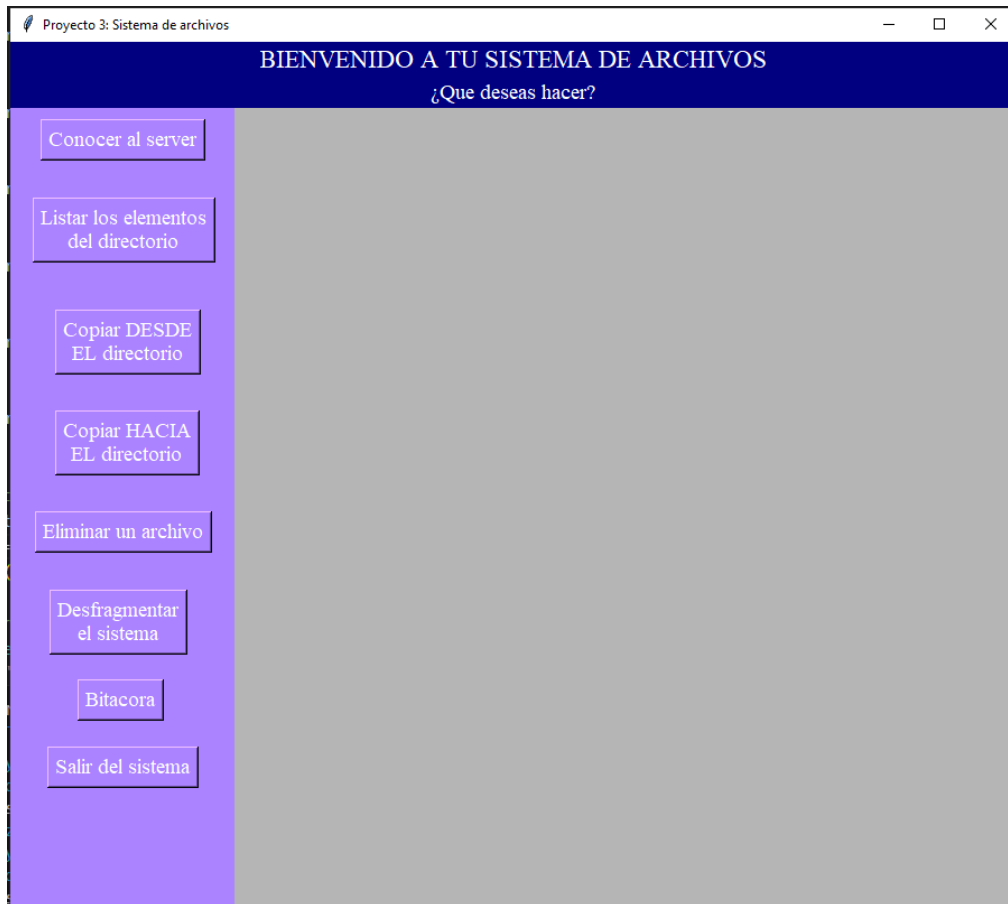 Proyecto 3: Sistema de archivos
BIENVENIDO A TU SISTEMA DE ARCHIVOS
¿Que deseas hacer?
Conocer al server
Listar los elementos
del directorio
Copiar DESDE
EL directorio
Copiar HACIA
EL directorio
Eliminar un archivo
Desfragmentar
el sistema
Bitacora
Salir del sistema